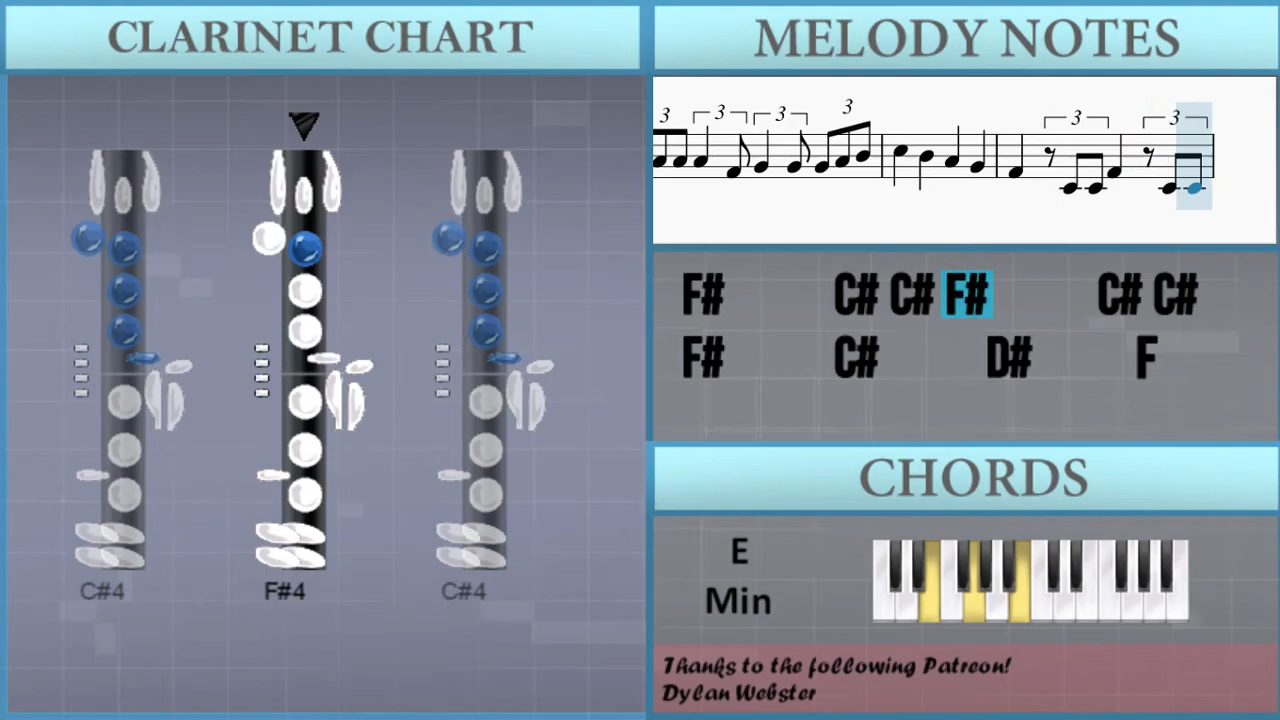 CLARINET CHART
C#4 F#4 C#4
MELODY NOTES
3 3 3 3 3 3
F# C# C# F# C# C#
F# C# D# F
CHORDS
E
Min
Thanks to the following Patreon!
Dylan Webster